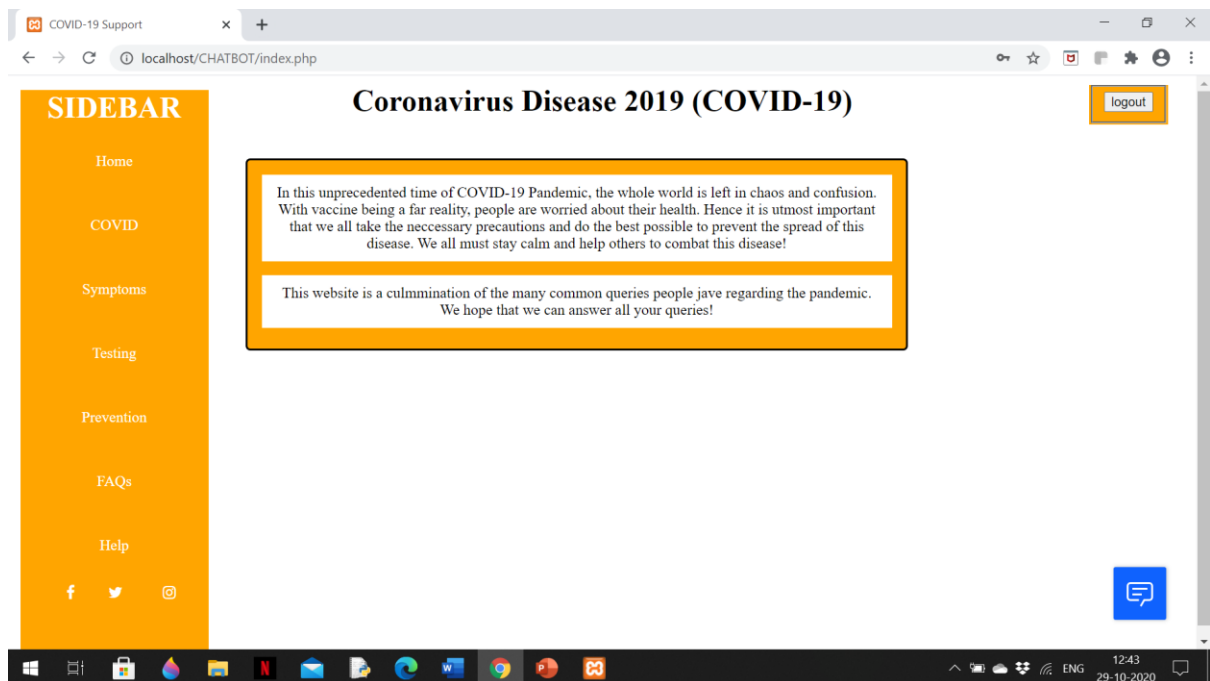 COVID-19 Support
localhost/CHATBOT/index.php
SIDEBAR
Home
COVID
Symptoms
Testing
Prevention
FAQs
Help
Coronavirus Disease 2019 (COVID-19)
logout
In this unprecedented time of COVID-19 Pandemic, the whole world is left in chaos and confusion.
With vaccine being a far reality, people are worried about their health. Hence it is utmost important
that we all take the neccessary precautions and do the best possible to prevent the spread of this
disease. We all must stay calm and help others to combat this disease!
This website is a culmmination of the many common queries people jave regarding the pandemic.
We hope that we can answer all your queries!
ENG
12:43
29-10-2020